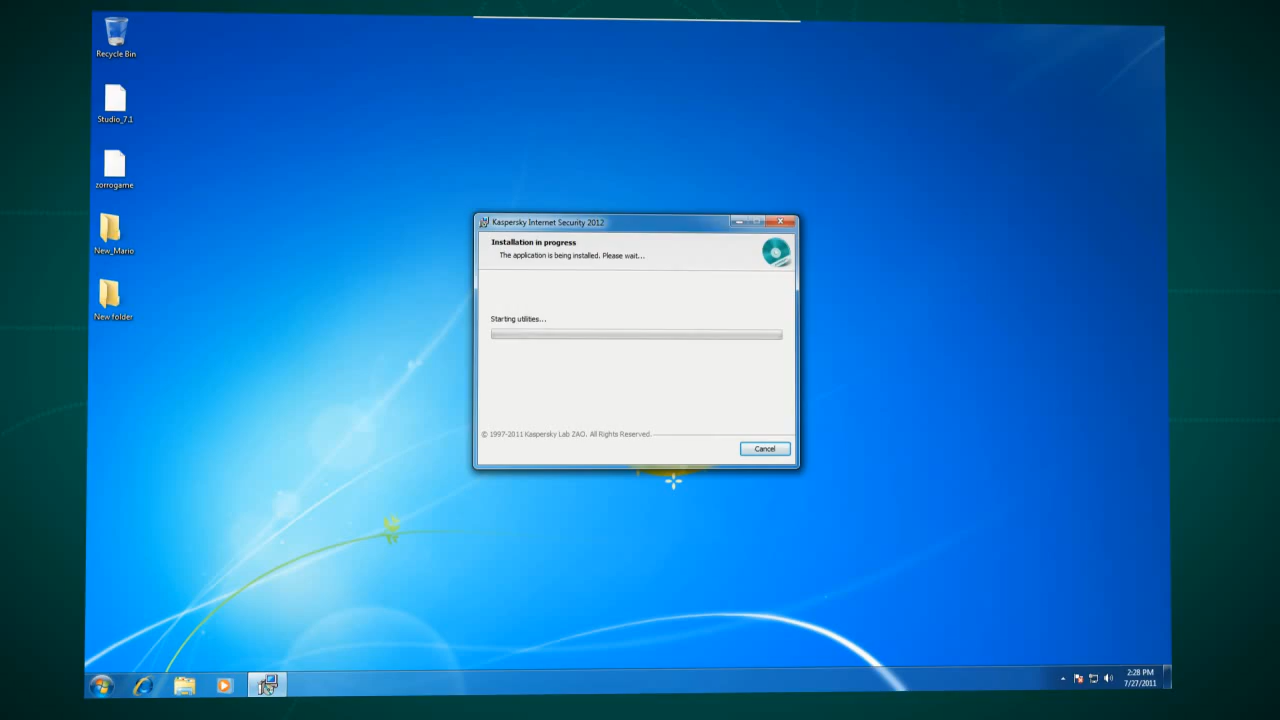 Recycle Bin
Studio_7.1
zorrogame
New_Mario
New folder
Kaspersky Internet Security 2012
Installation in progress
The application is being installed. Please wait...
Starting utilities...
© 1997-2011 Kaspersky Lab ZAO. All Rights Reserved.
Cancel
2:28 PM
7/27/2011